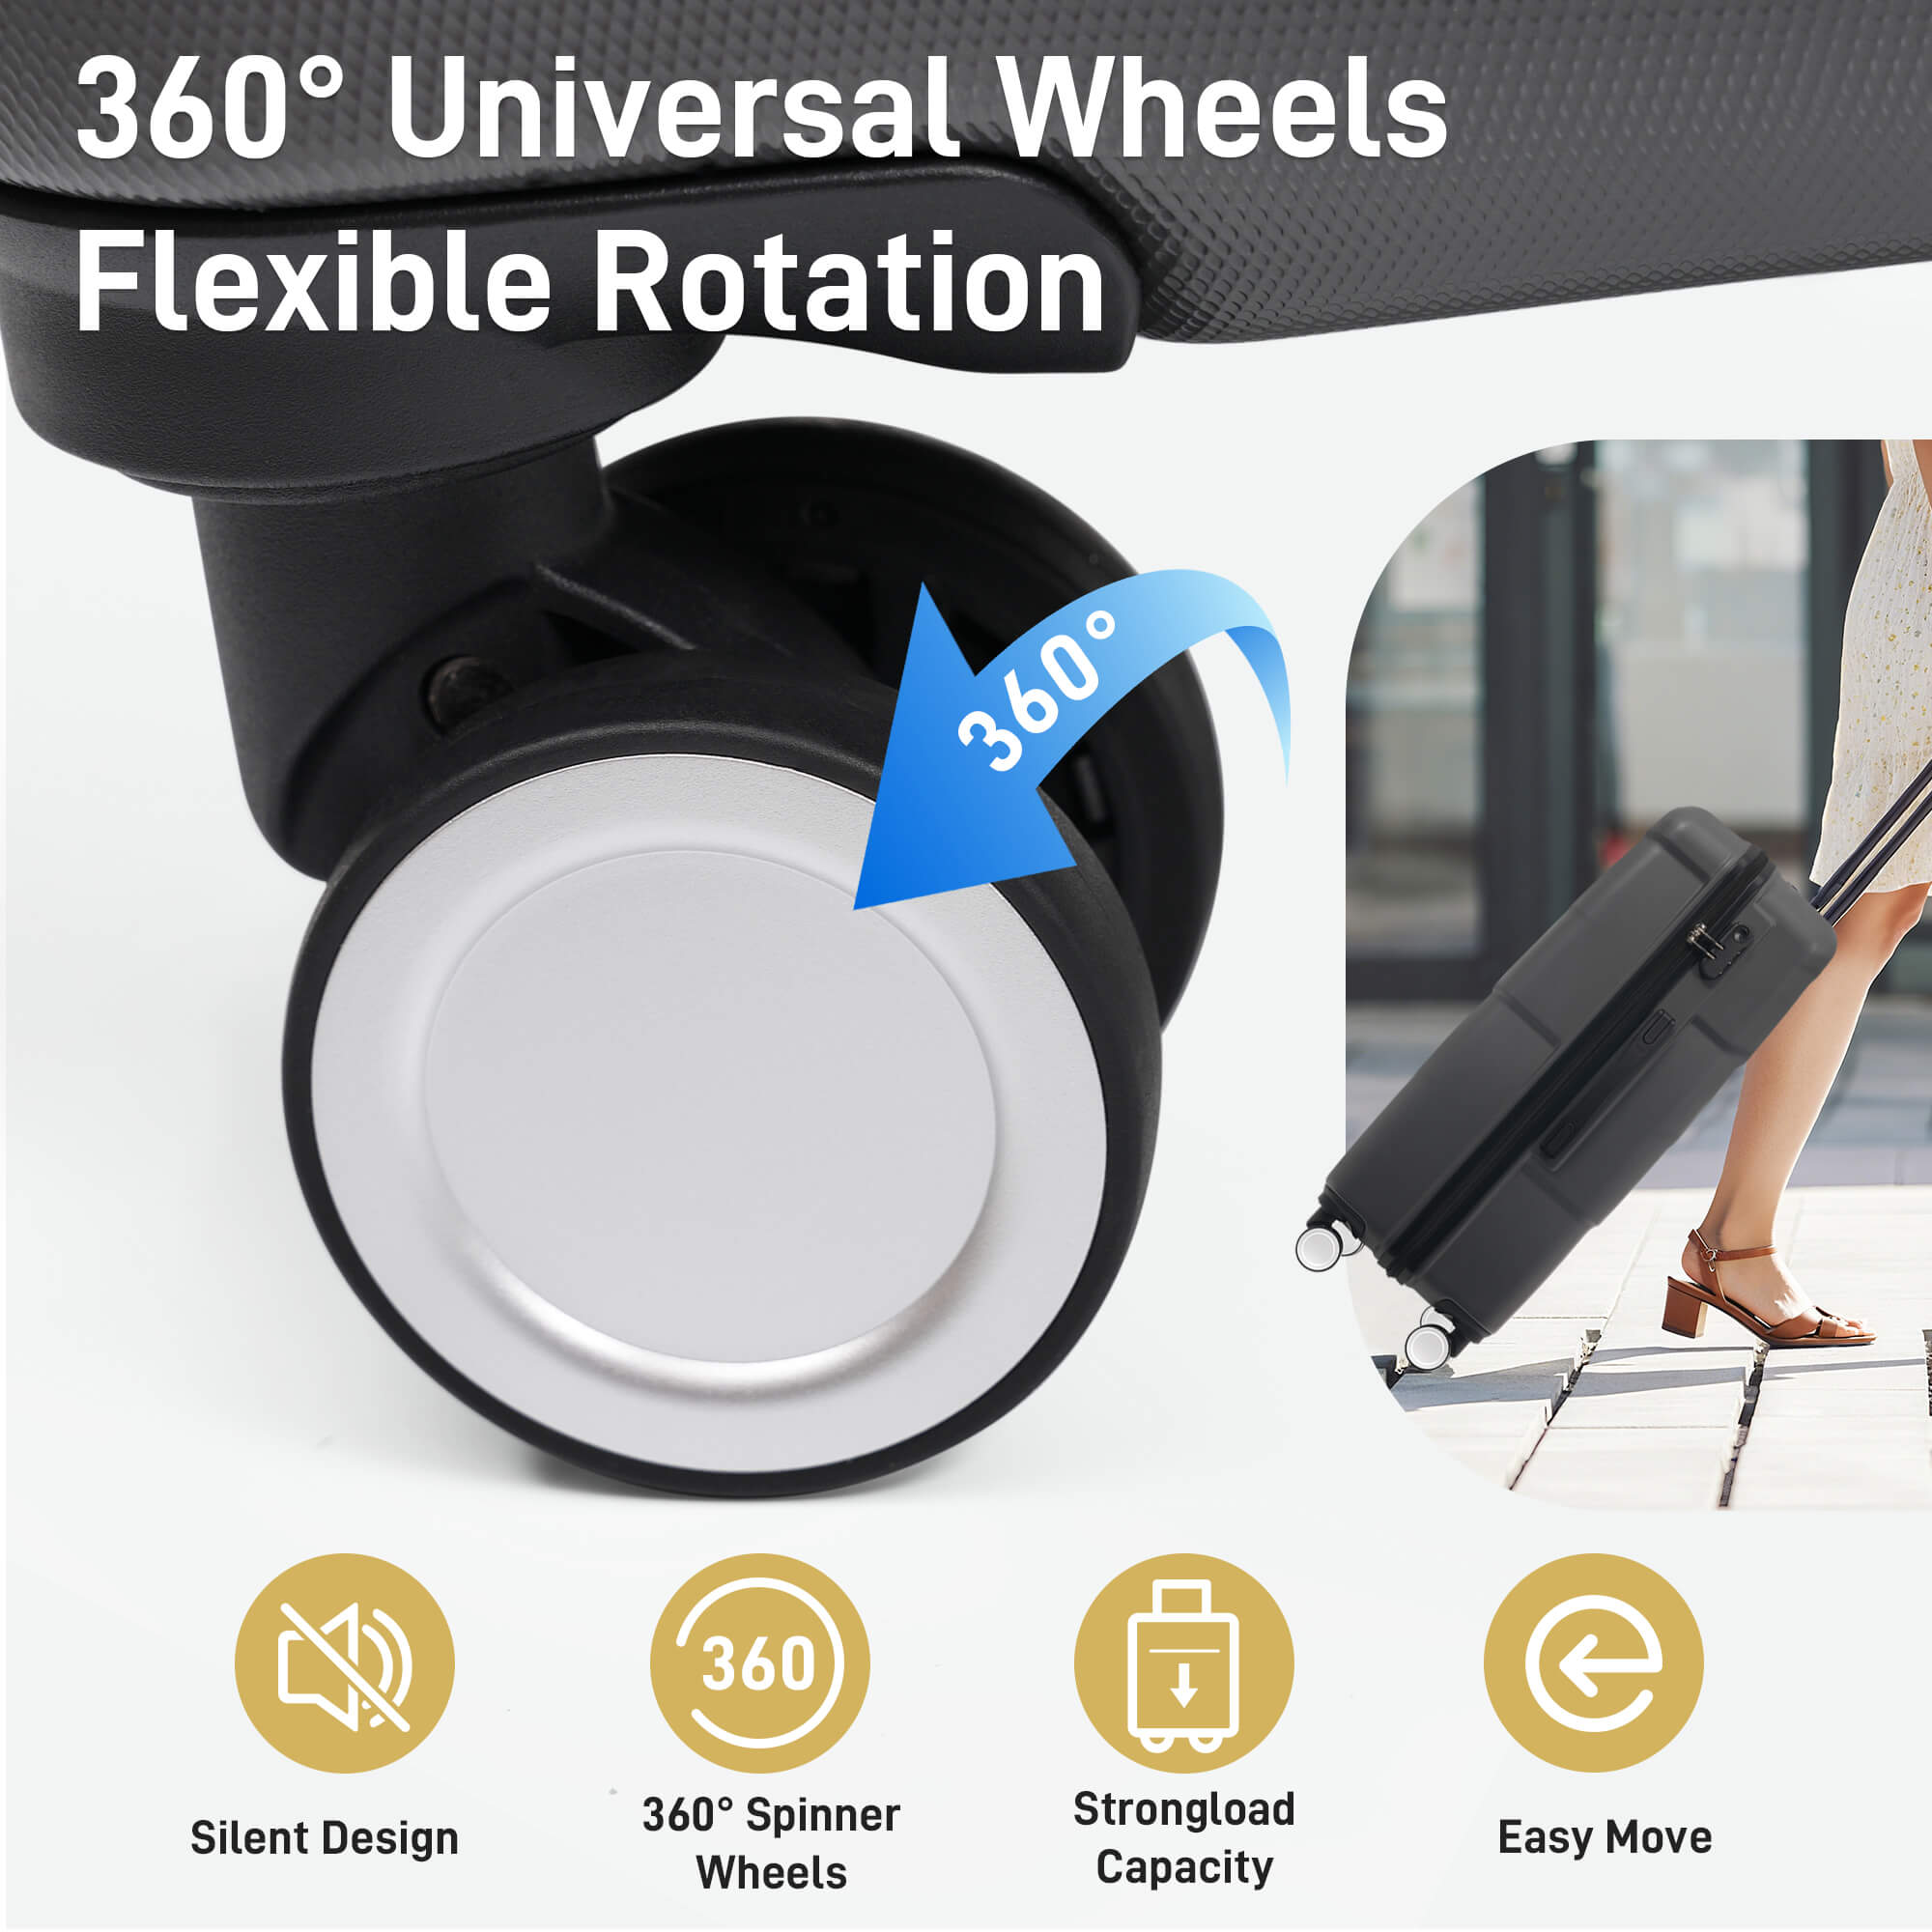 360° Universal Wheels
Flexible Rotation
360°
360
Silent Design
360° Spinner
Wheels
Strongload
Capacity
Easy Move